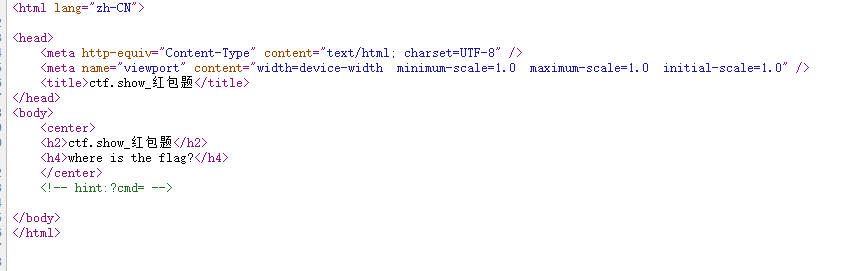 <html lang="zh-CN">
<head>
<meta http-equiv="Content-Type" content="text/html; charset=UTF-8" />
<meta name="viewport" content="width=device-width minimum-scale=1.0 maximum-scale=1.0 initial-scale=1.0" />
<title>ctf.show_红包题</title>
</head>
<body>
<center>
<h2>ctf.show_红包题</h2>
<h4>where is the flag?</h4>
</center>
<!-- hint:?cmd= -->
</body>
</html>